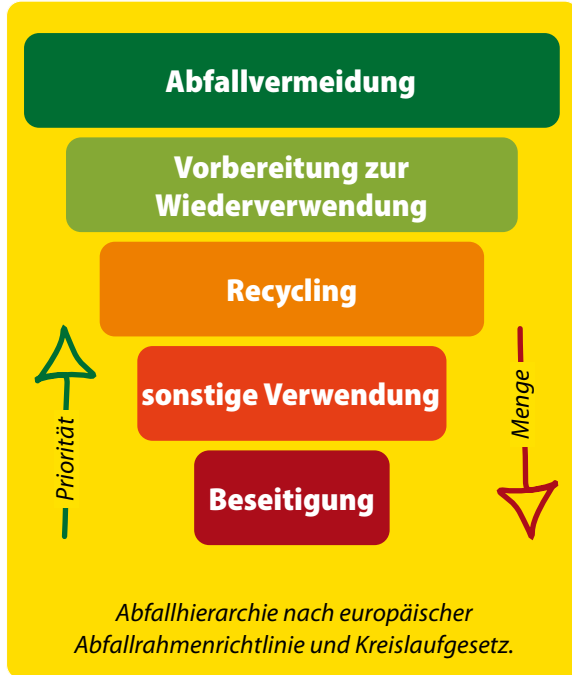 Abfallvermeidung
Vorbereitung zur
Wiederverwendung
Recycling
sonstige Verwendung
Beseitigung
Priorität
Menge
Abfallhierarchie nach europäischer
Abfallrahmenrichtlinie und Kreislaufgesetz.